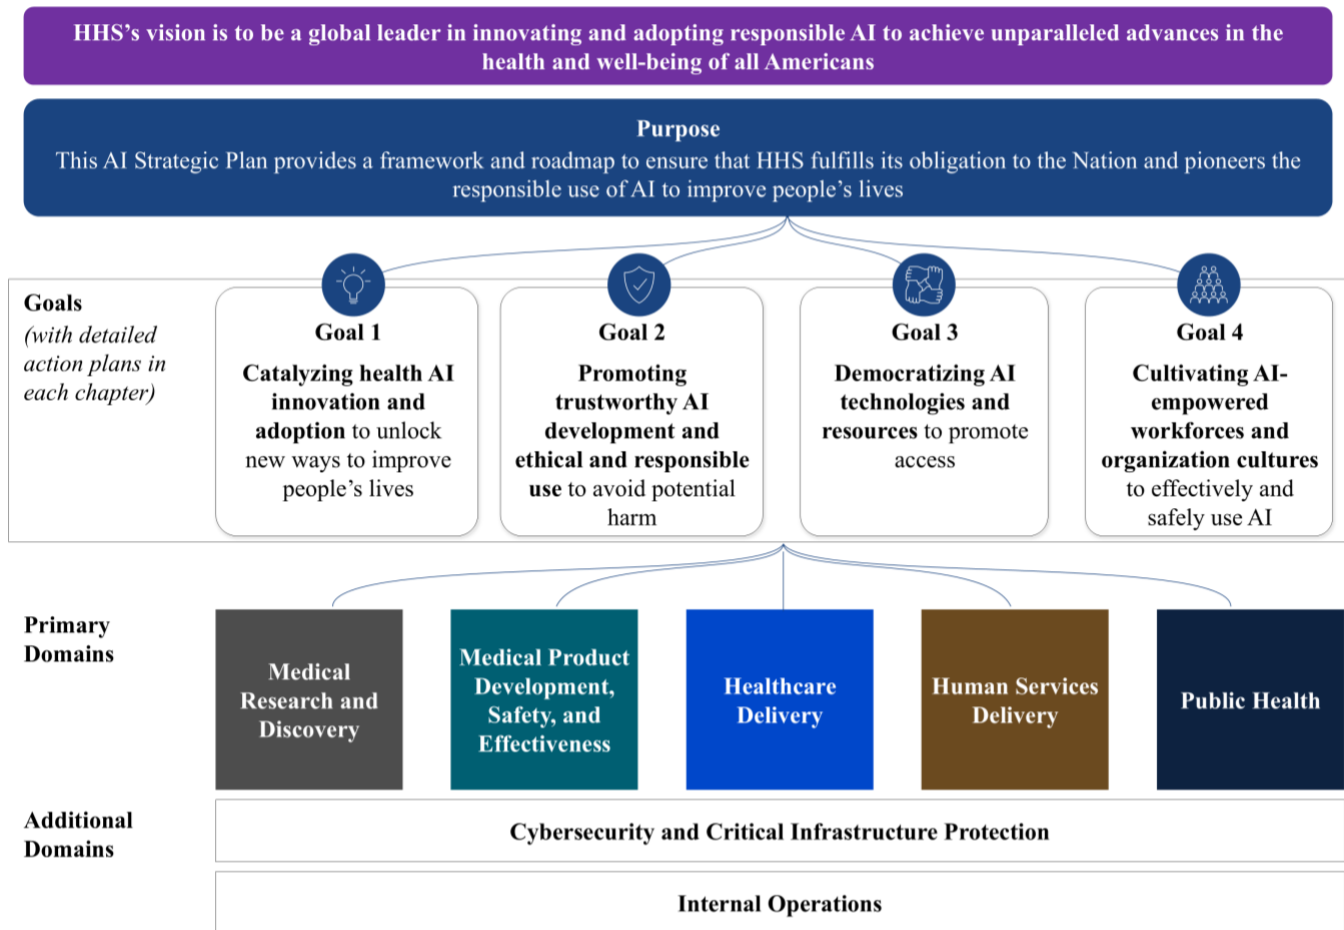 HHS’s vision is to be a global leader in innovating and adopting responsible AI to achieve unparalleled advances in the
health and well-being of all Americans
Purpose
This AI Strategic Plan provides a framework and roadmap to ensure that HHS fulfills its obligation to the Nation and pioneers the
responsible use of AI to improve people’s lives
Goals
(with detailed
action plans in
each chapter)
Goal 1
Catalyzing health AI
innovation and
adoption to unlock
new ways to improve
people’s lives
Goal 2
Promoting
trustworthy AI
development and
ethical and responsible
use to avoid potential
harm
Goal 3
Democratizing AI
technologies and
resources to promote
access
Goal 4
Cultivating AI-
empowered
workforces and
organization cultures
to effectively and
safely use AI
Primary
Domains
Medical
Research and
Discovery
Medical Product
Development,
Safety, and
Effectiveness
Healthcare
Delivery
Human Services
Delivery
Public Health
Additional
Domains
Cybersecurity and Critical Infrastructure Protection
Internal Operations